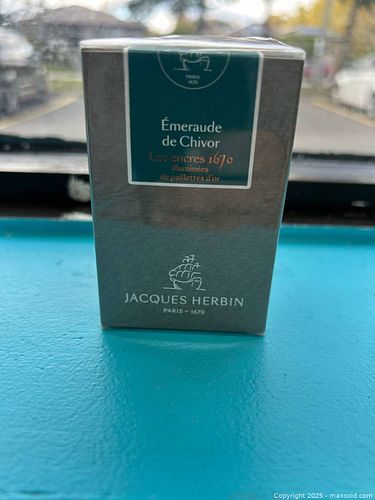 PARIS
1670
Émeraude
de Chivor
Les encres 1670
illuminées
de paillettes d'or
JACQUES HERBIN
PARIS – 1670
Copyright 2025 - maxsold.com